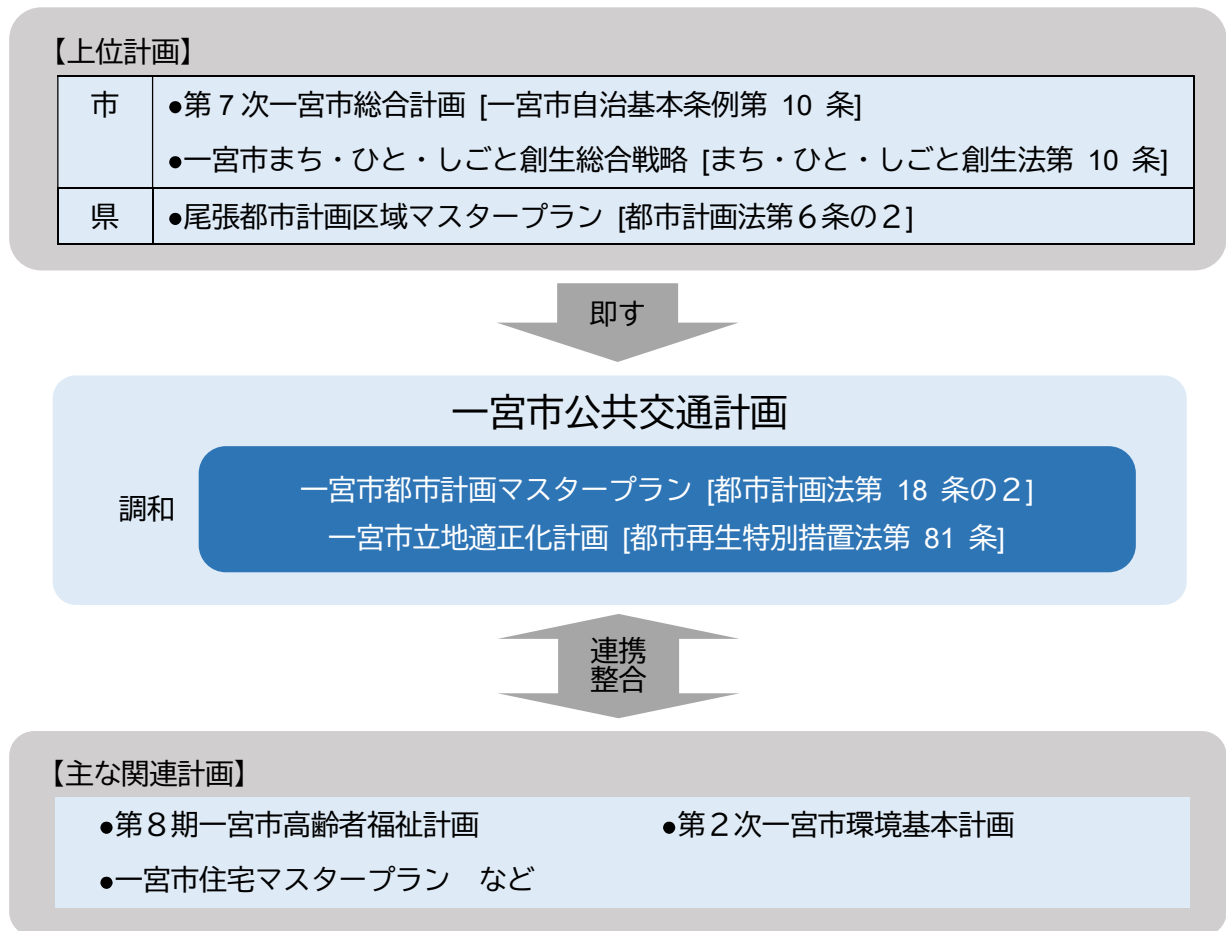 【上位計画】
市 ●第7次一宮市総合計画 [一宮市自治基本条例第 10 条]
●一宮市まち・ひと・しごと創生総合戦略 [まち・ひと・しごと創生法第 10 条]
県 ●尾張都市計画区域マスタープラン [都市計画法第6条の2]
即す
一宮市公共交通計画
調和
一宮市都市計画マスタープラン [都市計画法第 18 条の2]
一宮市立地適正化計画 [都市再生特別措置法第 81 条]
連携
整合
【主な関連計画】
●第8期一宮市高齢者福祉計画 ●第2次一宮市環境基本計画
●一宮市住宅マスタープラン など